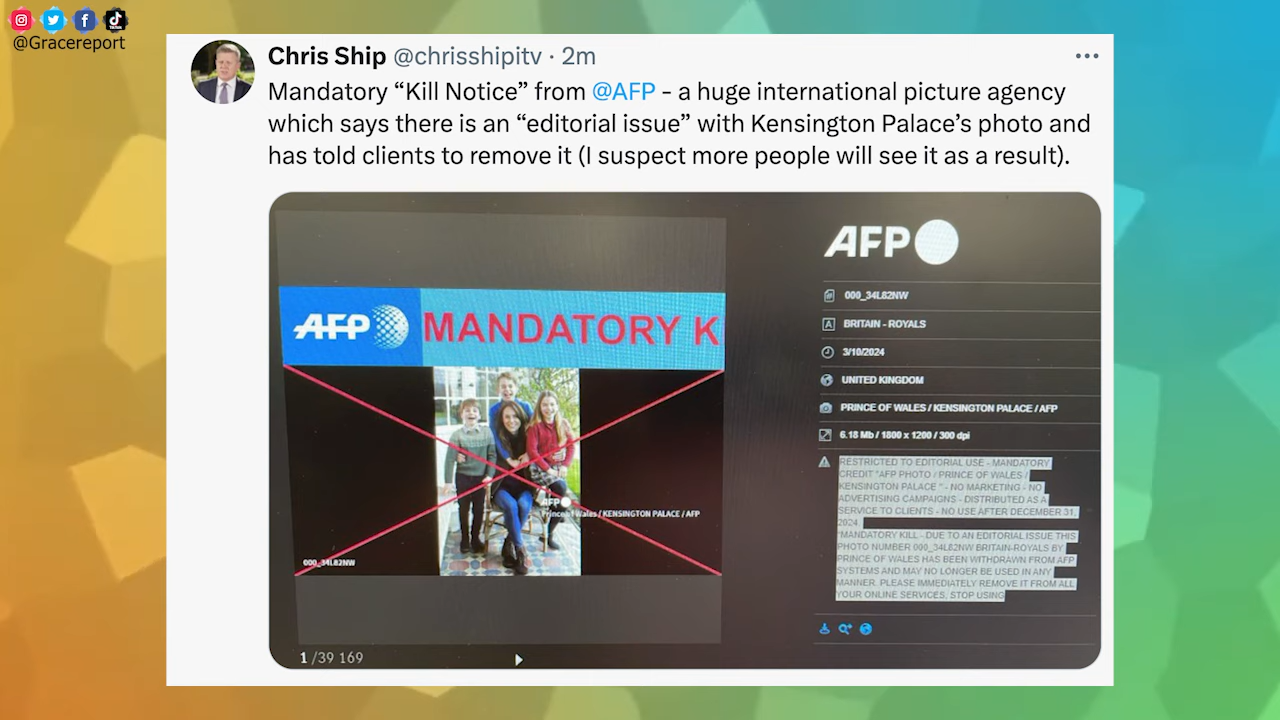 @Gracereport
Chris Ship @chrisshipitv · 2m
Mandatory “Kill Notice” from @AFP - a huge international picture agency
which says there is an “editorial issue” with Kensington Palace’s photo and
has told clients to remove it (I suspect more people will see it as a result).
AFP MANDATORY K
AFP
Prince of Wales / KENSINGTON PALACE / AFP
000_34L82NW
1 /39 169
AFP
000_34L82NW
BRITAIN - ROYALS
3/10/2024
UNITED KINGDOM
PRINCE OF WALES / KENSINGTON PALACE / AFP
6.18 Mb / 1800 x 1200 / 300 dpi
RESTRICTED TO EDITORIAL USE - MANDATORY
CREDIT "AFP PHOTO / PRINCE OF WALES /
KENSINGTON PALACE " - NO MARKETING - NO
ADVERTISING CAMPAIGNS - DISTRIBUTED AS A
SERVICE TO CLIENTS - NO USE AFTER DECEMBER 31,
2024.
"MANDATORY KILL - DUE TO AN EDITORIAL ISSUE THIS
PHOTO NUMBER 000_34L82NW BRITAIN-ROYALS BY
PRINCE OF WALES HAS BEEN WITHDRAWN FROM AFP
SYSTEMS AND MAY NO LONGER BE USED IN ANY
MANNER. PLEASE IMMEDIATELY REMOVE IT FROM ALL
YOUR ONLINE SERVICES, STOP USING